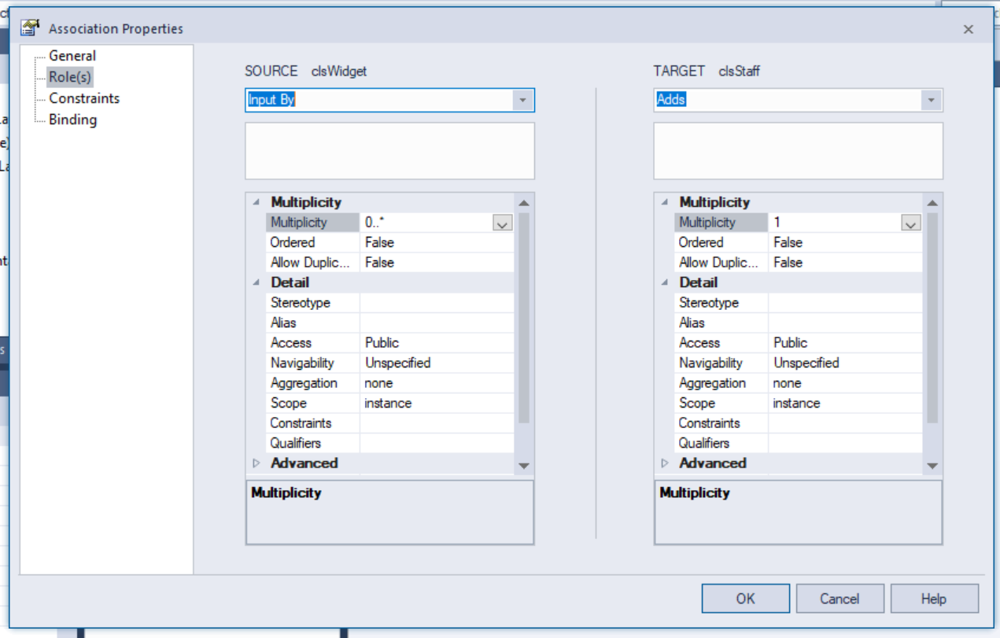 Association Properties
General
Role(s)
Constraints
Binding
SOURCE clsWidget
Input By
Multiplicity
Multiplicity 0..*
Ordered False
Allow Duplic... False
Detail
Stereotype
Alias
Access Public
Navigability Unspecified
Aggregation none
Scope instance
Constraints
Qualifiers
Advanced
Multiplicity
TARGET clsStaff
Adds
Multiplicity
Multiplicity 1
Ordered False
Allow Duplic... False
Detail
Stereotype
Alias
Access Public
Navigability Unspecified
Aggregation none
Scope instance
Constraints
Qualifiers
Advanced
Multiplicity
OK Cancel Help